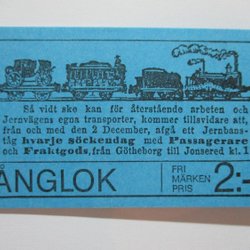 Så vidt ske kan för återstående arbeten och
Jernvägens egna transporter, kommer tillsvidare att,
från och med den 2 December, afgå ett Jernbans-
tåg hvarje söckendag med Passagerare
och Fraktgods, från Götheborg till Jonsered kl. 1
ÅNGLOK
FRI
MÄRKEN
PRIS
2:-